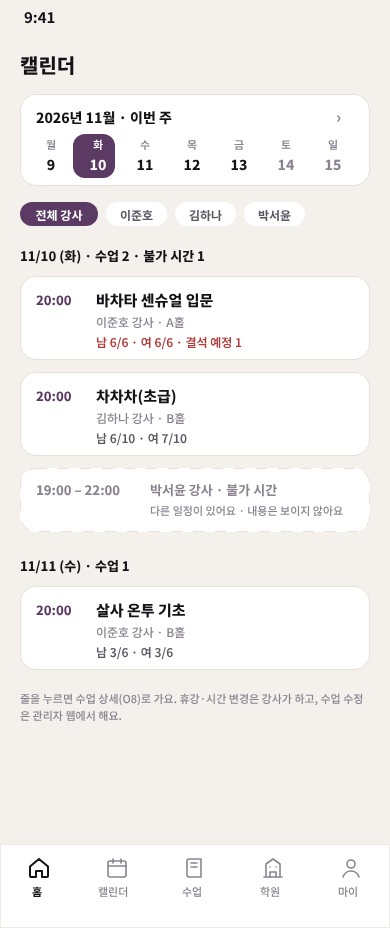 9:41
캘린더
2026년 11월 · 이번 주 ›
월 화 수 목 금 토 일
9 10 11 12 13 14 15
전체 강사 이준호 김하나 박서윤
11/10 (화) · 수업 2 · 불가 시간 1
20:00 바차타 센슈얼 입문
이준호 강사 · A홀
남 6/6 · 여 6/6 · 결석 예정 1
20:00 차차차(초급)
김하나 강사 · B홀
남 6/10 · 여 7/10
19:00 – 22:00 박서윤 강사 · 불가 시간
다른 일정이 있어요 · 내용은 보이지 않아요
11/11 (수) · 수업 1
20:00 살사 온투 기초
이준호 강사 · B홀
남 3/6 · 여 3/6
줄을 누르면 수업 상세(O8)로 가요. 휴강·시간 변경은 강사가 하고, 수업 수정
은 관리자 웹에서 해요.
홈 캘린더 수업 학원 마이